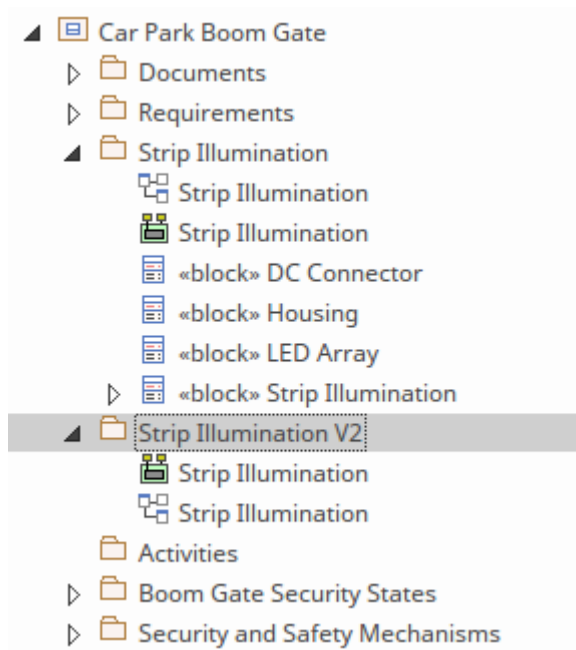 Car Park Boom Gate
Documents
Requirements
Strip Illumination
Strip Illumination
Strip Illumination
«block» DC Connector
«block» Housing
«block» LED Array
«block» Strip Illumination
Strip Illumination V2
Strip Illumination
Strip Illumination
Activities
Boom Gate Security States
Security and Safety Mechanisms